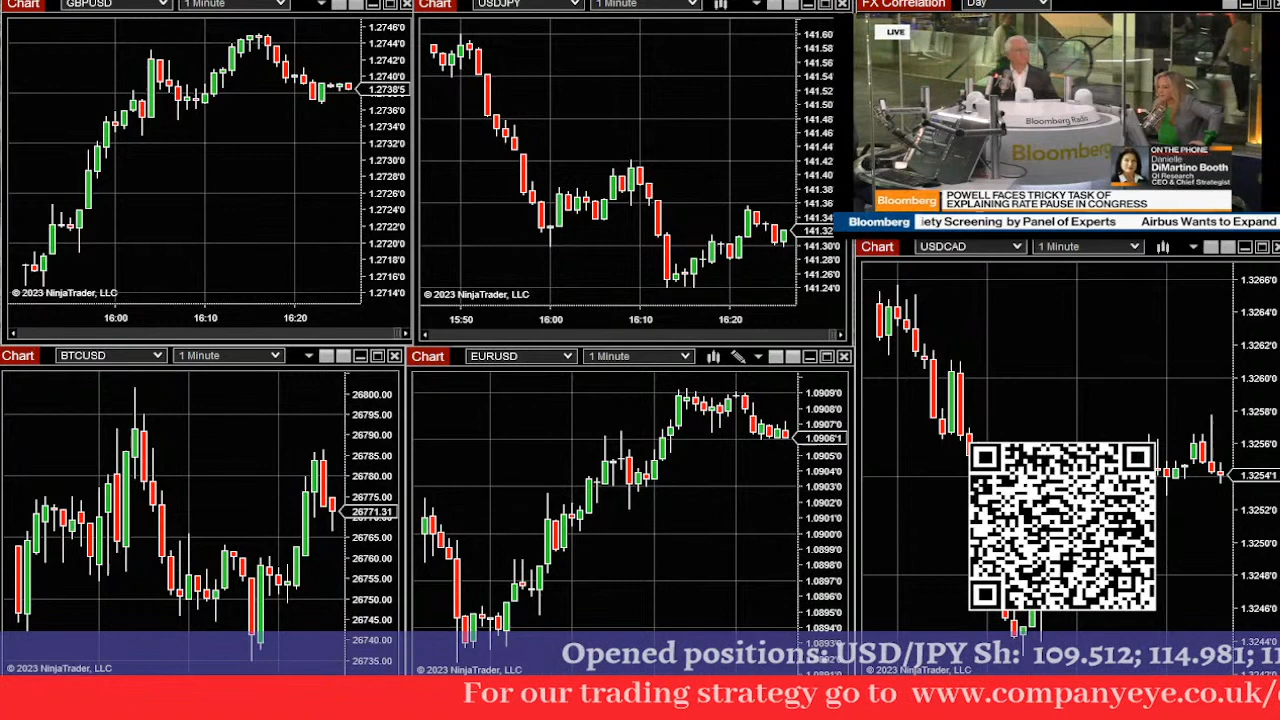 Chart GBPUSD 1 Minute
1.2746'0
1.2744'0
1.2742'0
1.2740'0
1.2738'5
1.2736'0
1.2734'0
1.2732'0
1.2730'0
1.2728'0
1.2726'0
1.2724'0
1.2722'0
1.2720'0
1.2718'0
1.2716'0
1.2714'0
© 2023 NinjaTrader, LLC
16:00 16:10 16:20
Chart USDJPY 1 Minute
141.60
141.56
141.54
141.52
141.50
141.48
141.46
141.44
141.42
141.40
141.38
141.36
141.34
141.32
141.30'0
141.28'0
141.26'0
141.24'0
© 2023 NinjaTrader, LLC
15:50 16:00 16:10 16:20
FX Correlation Day
LIVE
Bloomberg Radio
Bloomberg
ON THE PHONE
Danielle
DiMartino Booth
QI Research
CEO & Chief Strategist
Bloomberg
POWELL FACES TRICKY TASK OF
EXPLAINING RATE PAUSE IN CONGRESS
Bloomberg iety Screening by Panel of Experts Airbus Wants to Expand
Chart USDCAD 1 Minute
1.3266'0
1.3264'0
1.3262'0
1.3260'0
1.3258'0
1.3256'0
1.3254'1
1.3252'0
1.3250'0
1.3248'0
1.3246'0
1.3244'0
© 2023 NinjaTrader, LLC
Chart BTCUSD 1 Minute
26800.00
26795.00
26790.00
26785.00
26780.00
26775.00
26771.31
26765.00
26760.00
26755.00
26750.00
26745.00
26740.00
26735.00
© 2023 NinjaTrader, LLC
Chart EURUSD 1 Minute
1.0909'0
1.0908'0
1.0907'0
1.0906'1
1.0905'0
1.0904'0
1.0902'0
1.0901'0
1.0900'0
1.0899'0
1.0897'0
1.0896'0
1.0895'0
1.0893'0
1.0891'0
© 2023 NinjaTrader, LLC
Opened positions: USD/JPY Sh: 109.512; 114.981; 11
For our trading strategy go to www.companyeye.co.uk/